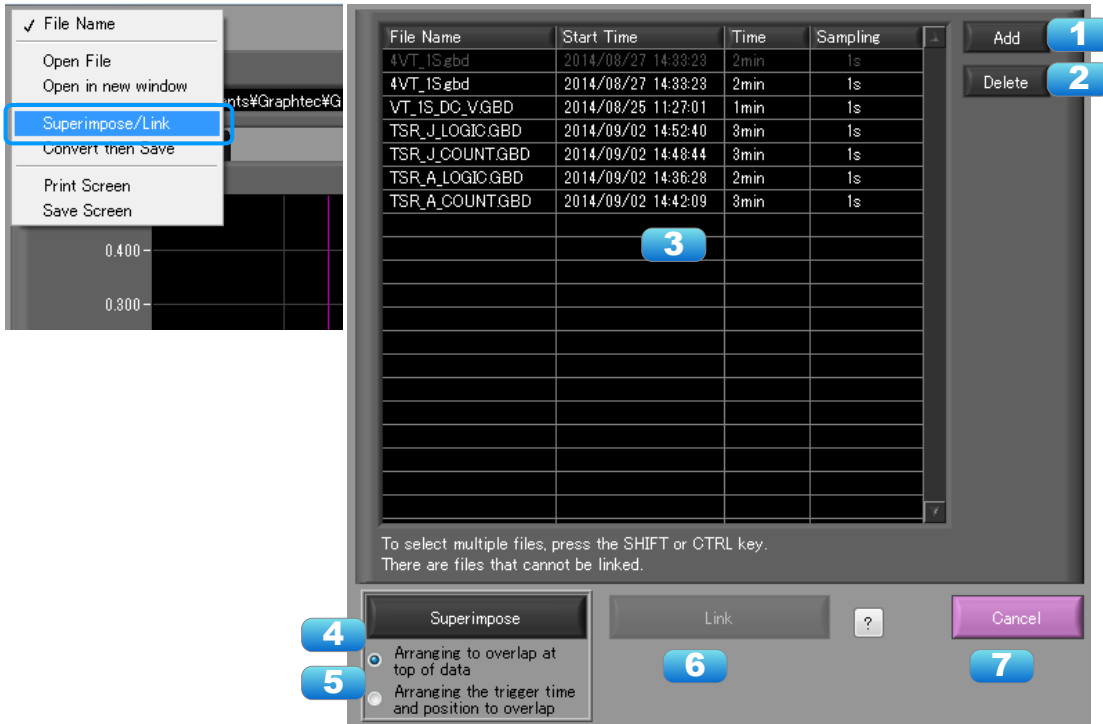 ✓ File Name
Open File
Open in new window
Superimpose/Link
Convert then Save
Print Screen
Save Screen
nts¥Graphtec¥G
0.400
0.300
File Name Start Time Time Sampling
4VT_1S.gbd 2014/08/27 14:33:23 2min 1s
4VT_1S.gbd 2014/08/27 14:33:23 2min 1s
VT_1S_DC_V.GBD 2014/08/25 11:27:01 1min 1s
TSR_J_LOGIC.GBD 2014/09/02 14:52:40 3min 1s
TSR_J_COUNT.GBD 2014/09/02 14:48:44 3min 1s
TSR_A_LOGIC.GBD 2014/09/02 14:36:28 2min 1s
TSR_A_COUNT.GBD 2014/09/02 14:42:09 3min 1s
Add 1
Delete 2
3
To select multiple files, press the SHIFT or CTRL key.
There are files that cannot be linked.
Superimpose
4
Arranging to overlap at
top of data
5
Arranging the trigger time
and position to overlap
Link
6
?
Cancel
7